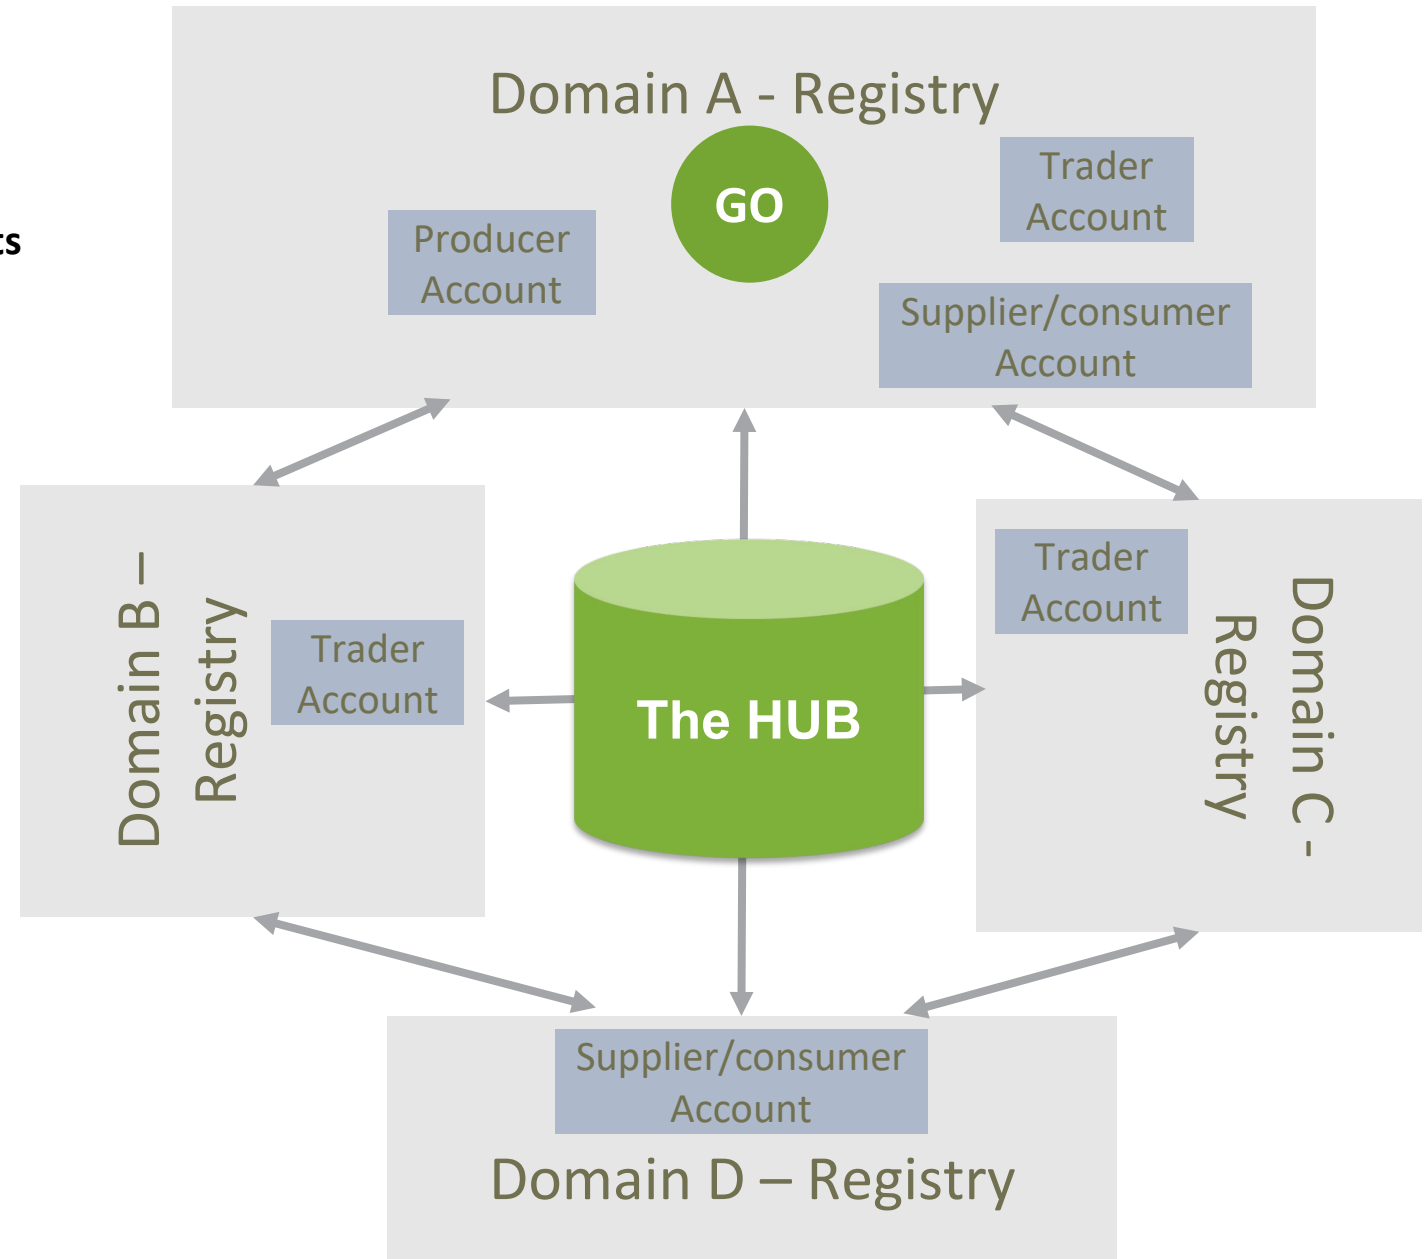 Domain A - Registry
GO
Trader
Account
Producer
Account
ts
Supplier/consumer
Account
Domain B –
Registry
Trader
Account
The HUB
Trader
Account
Domain C -
Registry
Supplier/consumer
Account
Domain D – Registry